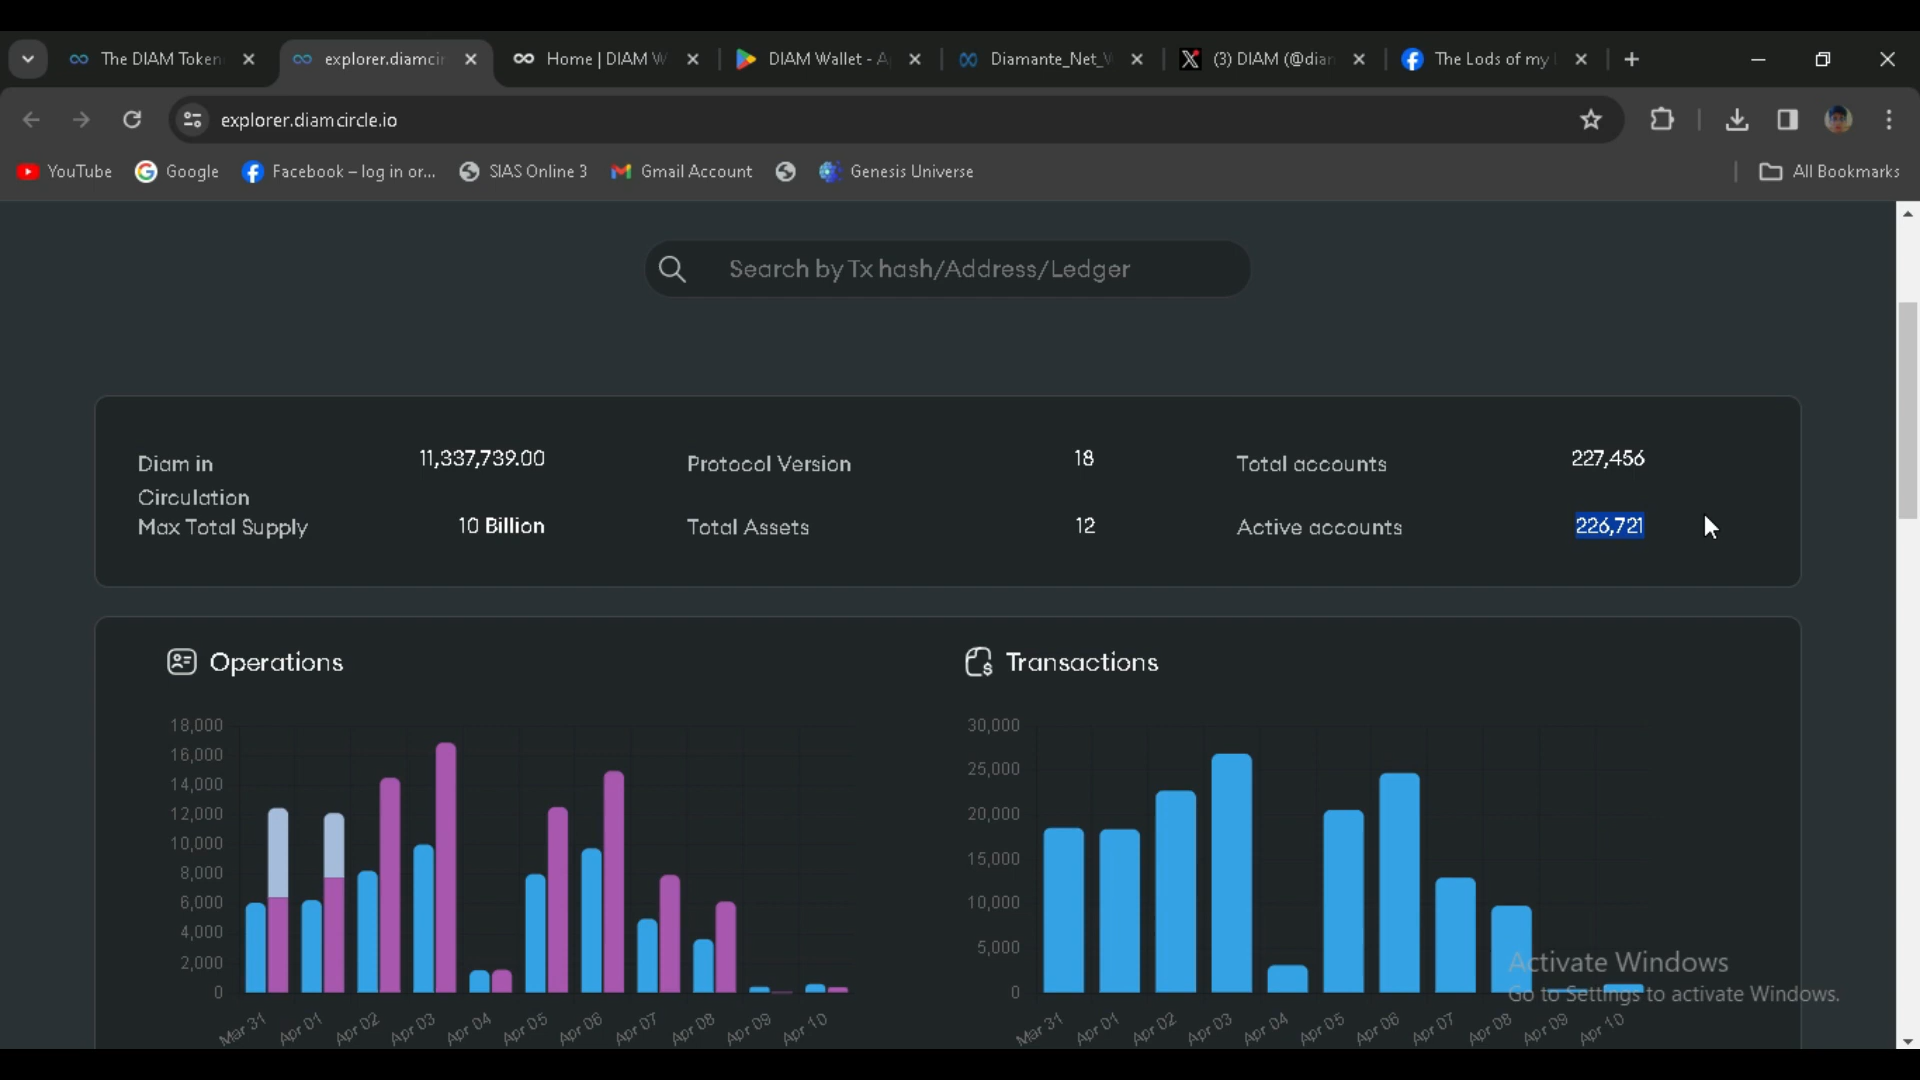 The DIAM Token
explorer.diamcir
Home | DIAM W
DIAM Wallet - A
Diamante_Net_V
(3) DIAM (@diar
The Lods of my
explorer.diamcircle.io
YouTube
Google
Facebook – log in or...
SIAS Online 3
Gmail Account
Genesis Universe
All Bookmarks
Search by Tx hash/Address/Ledger
Diam in Circulation
11,337,739.00
Protocol Version
18
Total accounts
227,456
Max Total Supply
10 Billion
Total Assets
12
Active accounts
226,721
Operations
18,000
16,000
14,000
12,000
10,000
8,000
6,000
4,000
2,000
0
Mar 31
Apr 01
Apr 02
Apr 03
Apr 04
Apr 05
Apr 06
Apr 07
Apr 08
Apr 09
Apr 10
Transactions
30,000
25,000
20,000
15,000
10,000
5,000
0
Mar 31
Apr 01
Apr 02
Apr 03
Apr 04
Apr 05
Apr 06
Apr 07
Apr 08
Apr 09
Apr 10
Activate Windows
Go to Settings to activate Windows.